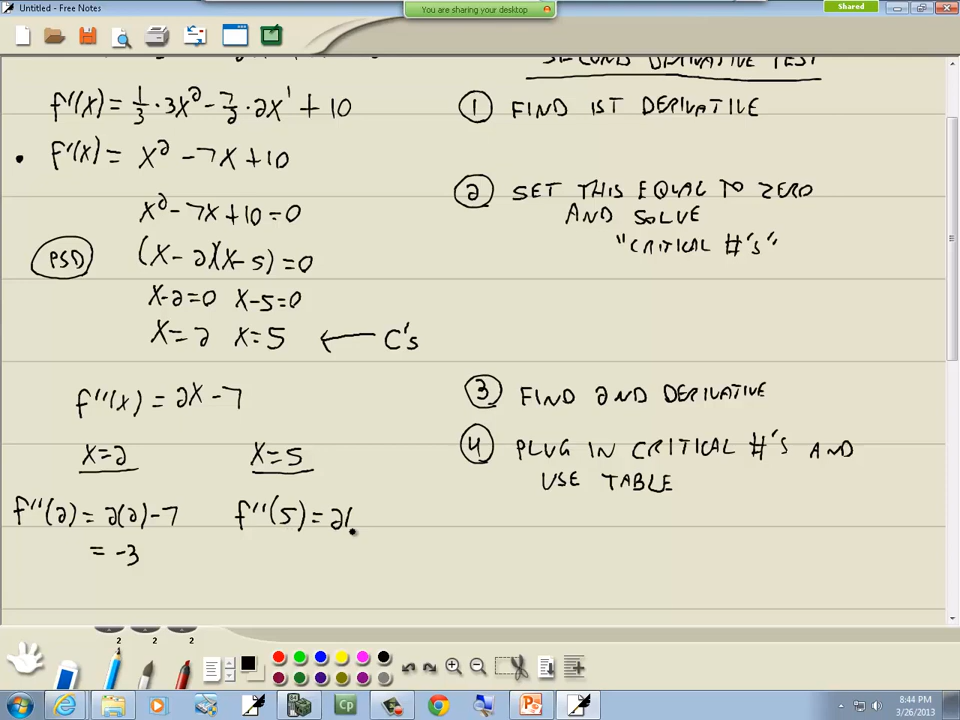 Untitled - Free Notes
You are sharing your desktop.
Shared
SECOND DERIVATIVE TEST
f'(x) = 1/3 · 3x² - 7/2 · 2x¹ + 10
• f'(x) = x² - 7x + 10
x² - 7x + 10 = 0
PSD
(x - 2)(x - 5) = 0
x - 2 = 0 x - 5 = 0
x = 2 x = 5 ← C's
f''(x) = 2x - 7
x = 2 x = 5
f''(2) = 2(2) - 7 f''(5) = 2(
= -3
① FIND 1ST DERIVATIVE
② SET THIS EQUAL TO ZERO
AND SOLVE
"CRITICAL #'S"
③ FIND 2ND DERIVATIVE
④ PLUG IN CRITICAL #'S AND
USE TABLE
2 2 2
Cp
8:44 PM
3/26/2013